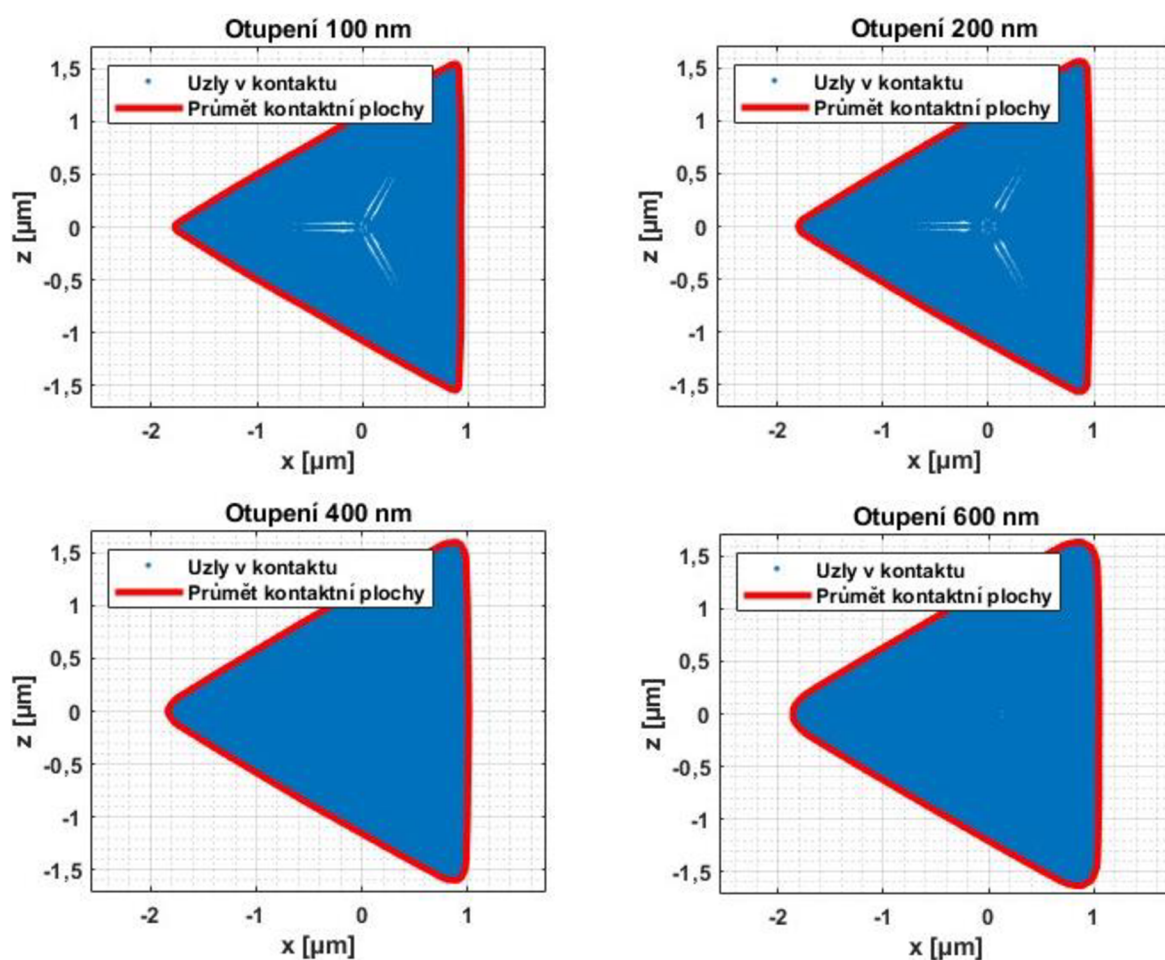 Otupení 100 nm
Uzly v kontaktu
Průmět kontaktní plochy
1,5
1
0,5
0
-0,5
-1
-1,5
z [µm]
-2
-1
0
1
x [µm]
Otupení 200 nm
Uzly v kontaktu
Průmět kontaktní plochy
1,5
1
0,5
0
-0,5
-1
-1,5
z [µm]
-2
-1
0
1
x [µm]
Otupení 400 nm
Uzly v kontaktu
Průmět kontaktní plochy
1,5
1
0,5
0
-0,5
-1
-1,5
z [µm]
-2
-1
0
1
x [µm]
Otupení 600 nm
Uzly v kontaktu
Průmět kontaktní plochy
1,5
1
0,5
0
-0,5
-1
-1,5
z [µm]
-2
-1
0
1
x [µm]